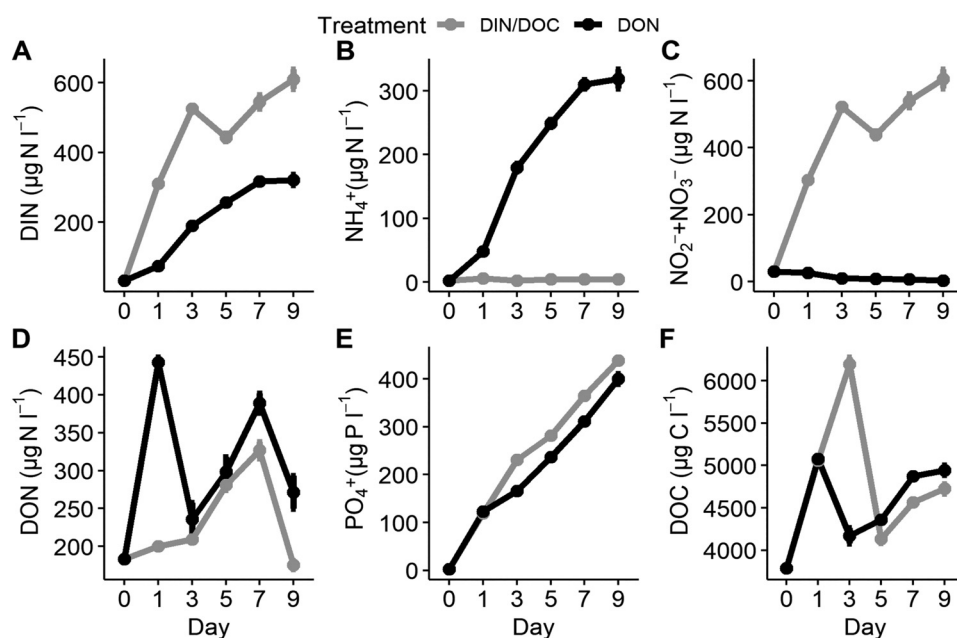 Treatment DIN/DOC DON
A B C
DIN (µg N l⁻¹)
600
400
200
0 1 3 5 7 9
NH₄⁺(µg N l⁻¹)
300
200
100
0
0 1 3 5 7 9
NO₂⁻+NO₃⁻ (µg N l⁻¹)
600
400
200
0
0 1 3 5 7 9
D E F
DON (µg N l⁻¹)
450
400
350
300
250
200
0 1 3 5 7 9
Day
PO₄⁺(µg P l⁻¹)
400
300
200
100
0
0 1 3 5 7 9
Day
DOC (µg C l⁻¹)
6000
5500
5000
4500
4000
0 1 3 5 7 9
Day